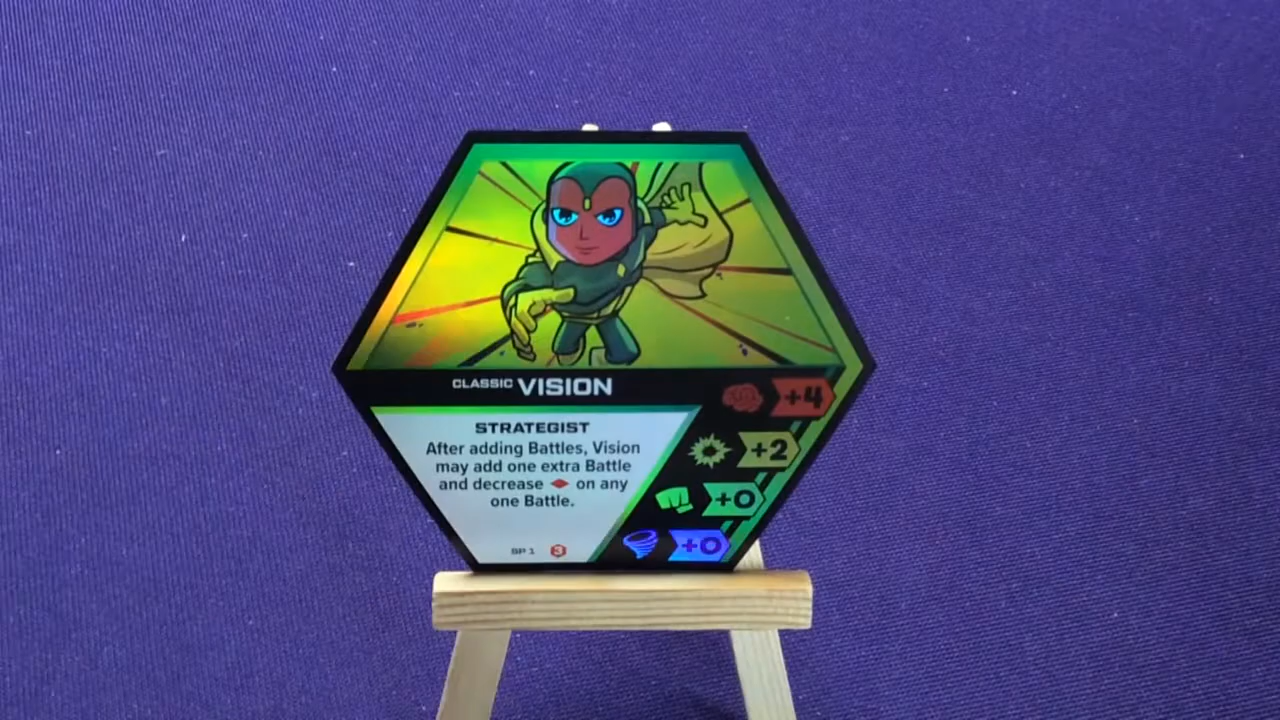 CLASSIC VISION
STRATEGIST
After adding Battles, Vision
may add one extra Battle
and decrease on any
one Battle.
+4
+2
+0
+0
SP 1 3